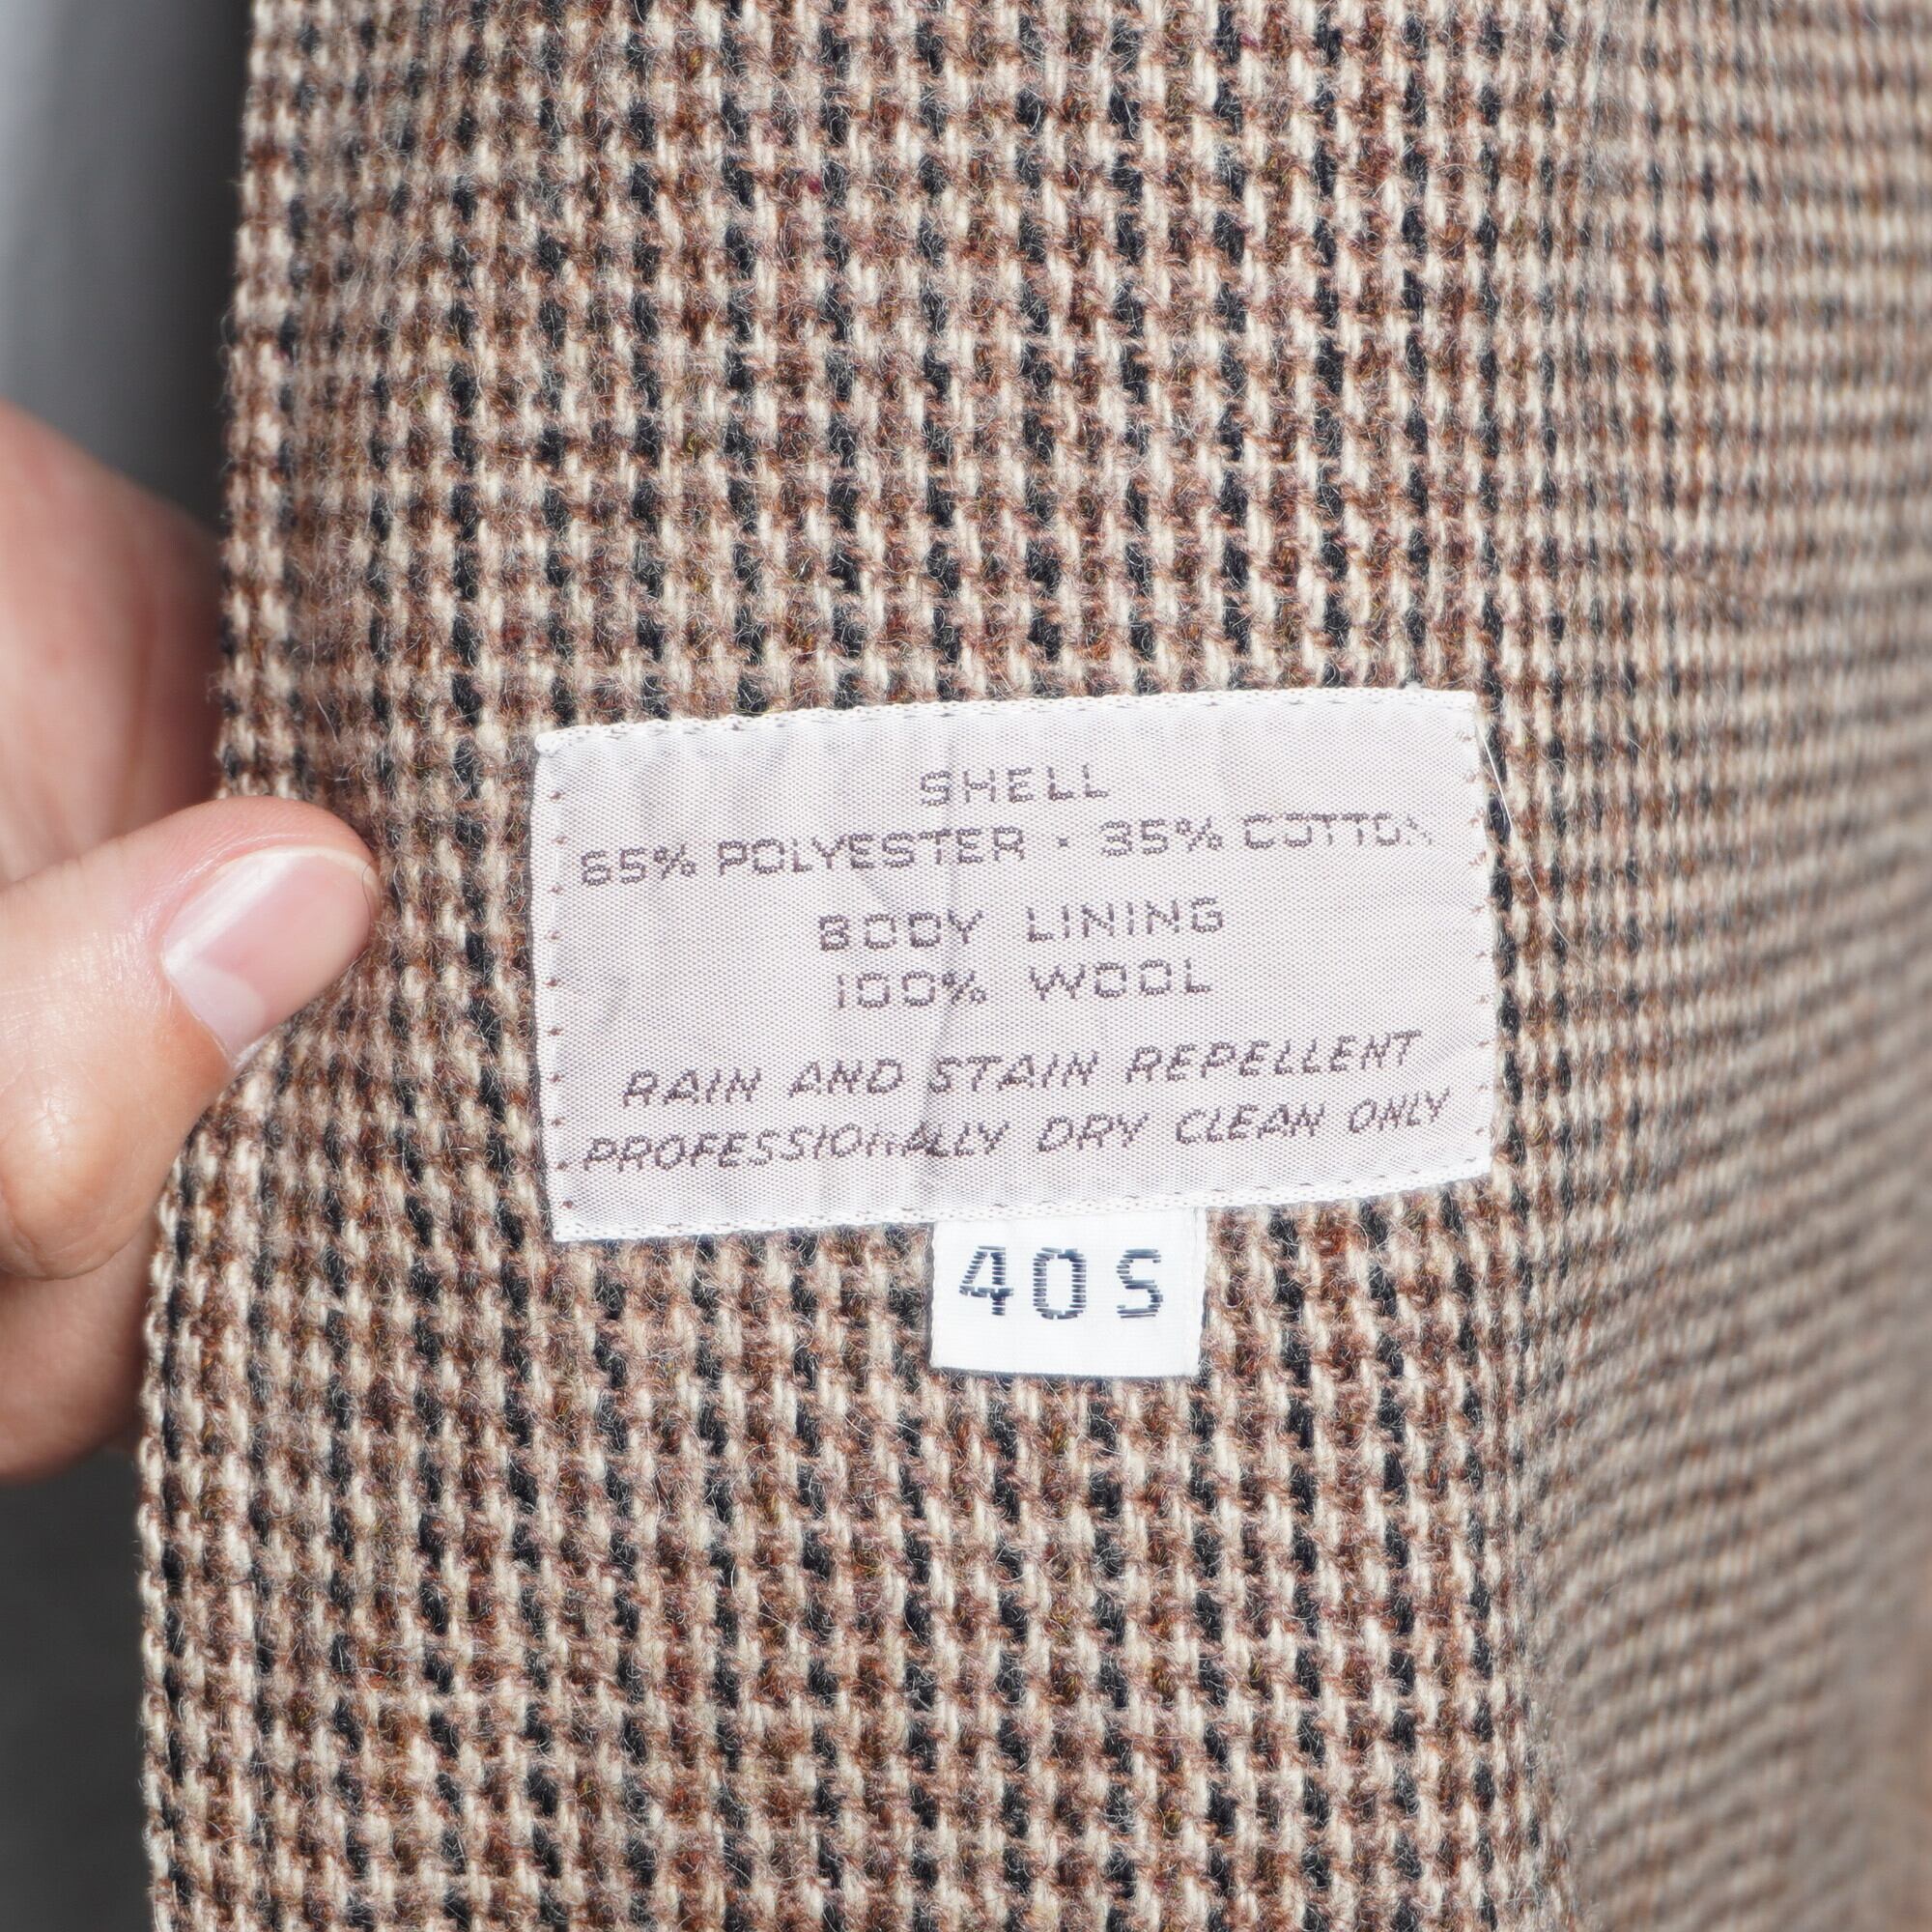 SHELL
65% POLYESTER · 35% COTTON
BODY LINING
100% WOOL
RAIN AND STAIN REPELLENT
PROFESSIONALLY DRY CLEAN ONLY
40S